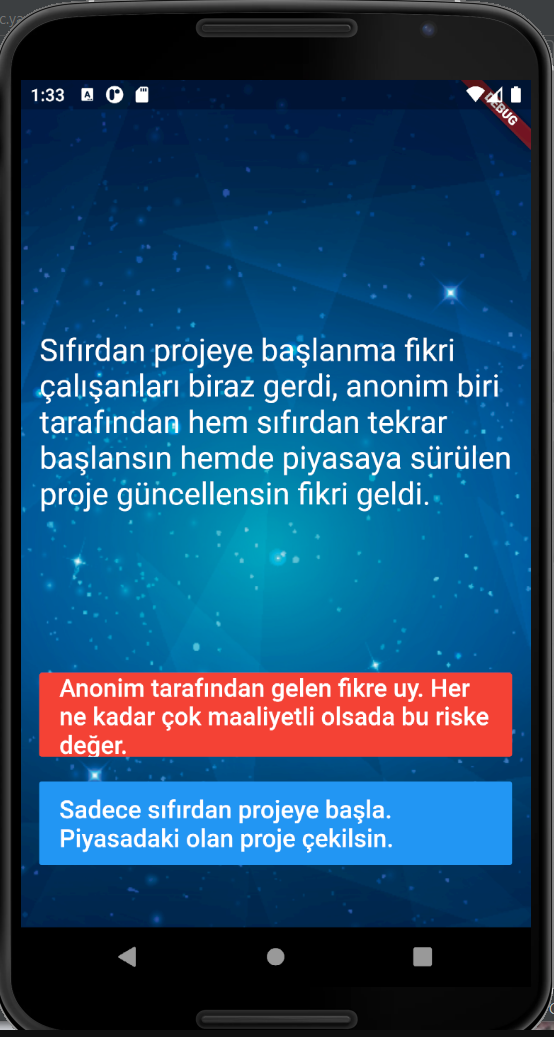 1:33
DEBUG
Sıfırdan projeye başlanma fikri
çalışanları biraz gerdi, anonim biri
tarafından hem sıfırdan tekrar
başlansın hemde piyasaya sürülen
proje güncellensin fikri geldi.
Anonim tarafından gelen fikre uy. Her
ne kadar çok maaliyetli olsada bu riske
değer.
Sadece sıfırdan projeye başla.
Piyasadaki olan proje çekilsin.